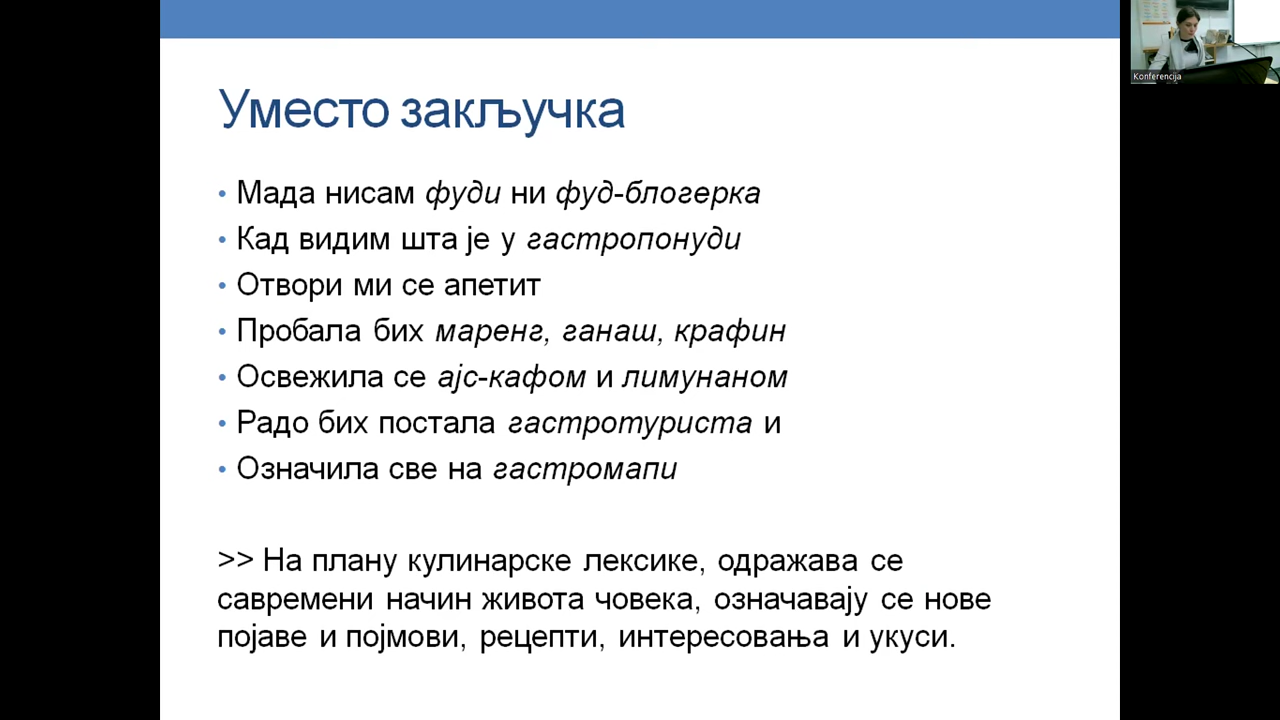 Уместо закључка
• Мада нисам фуди ни фуд-блогерка
• Кад видим шта је у гастропонуди
• Отвори ми се апетит
• Пробала бих маренг, ганаш, крафин
• Освежила се ајс-кафом и лимунаном
• Радо бих постала гастротуриста и
• Означила све на гастромапи
>> На плану кулинарске лексике, одражава се
савремени начин живота човека, означавају се нове
појаве и појмови, рецепти, интересовања и укуси.
Konferencija